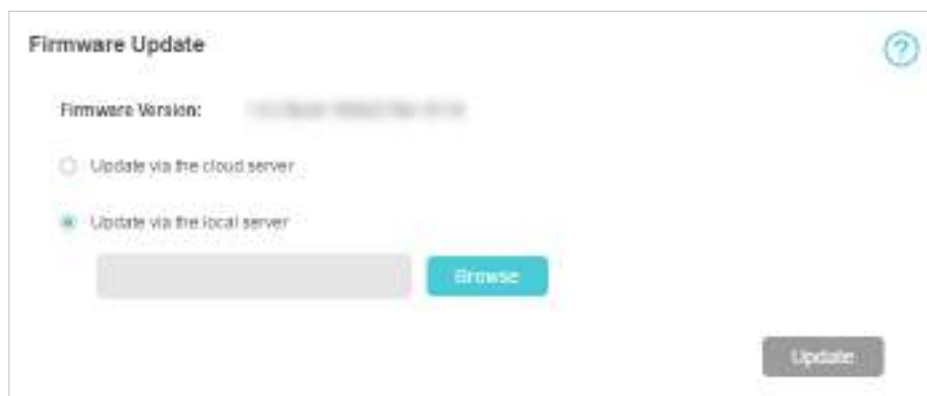 Firmware Update
?
Firmware Version:
Update via the cloud server
Update via the local server
Browse
Update